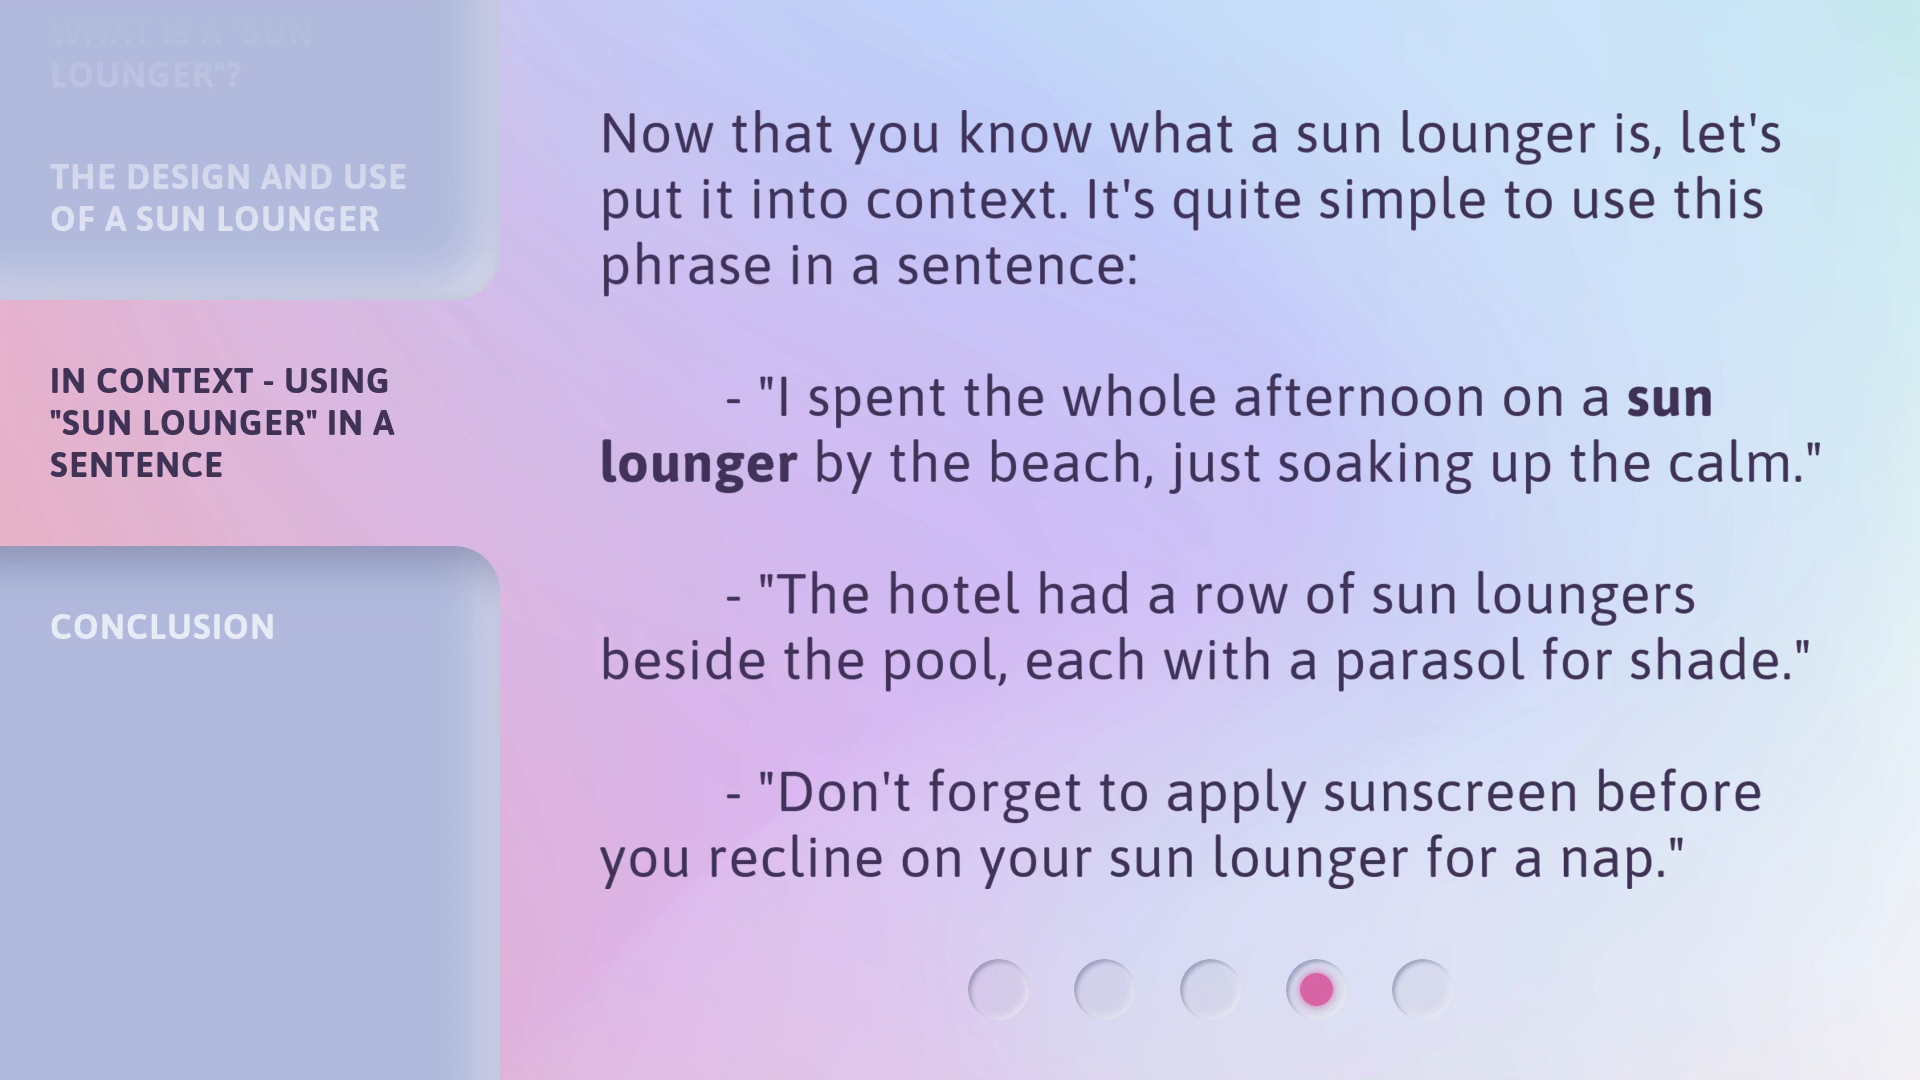 WHAT IS A "SUN
LOUNGER"?
THE DESIGN AND USE
OF A SUN LOUNGER
IN CONTEXT - USING
"SUN LOUNGER" IN A
SENTENCE
CONCLUSION
Now that you know what a sun lounger is, let's
put it into context. It's quite simple to use this
phrase in a sentence:
- "I spent the whole afternoon on a sun
lounger by the beach, just soaking up the calm."
- "The hotel had a row of sun loungers
beside the pool, each with a parasol for shade."
- "Don't forget to apply sunscreen before
you recline on your sun lounger for a nap."